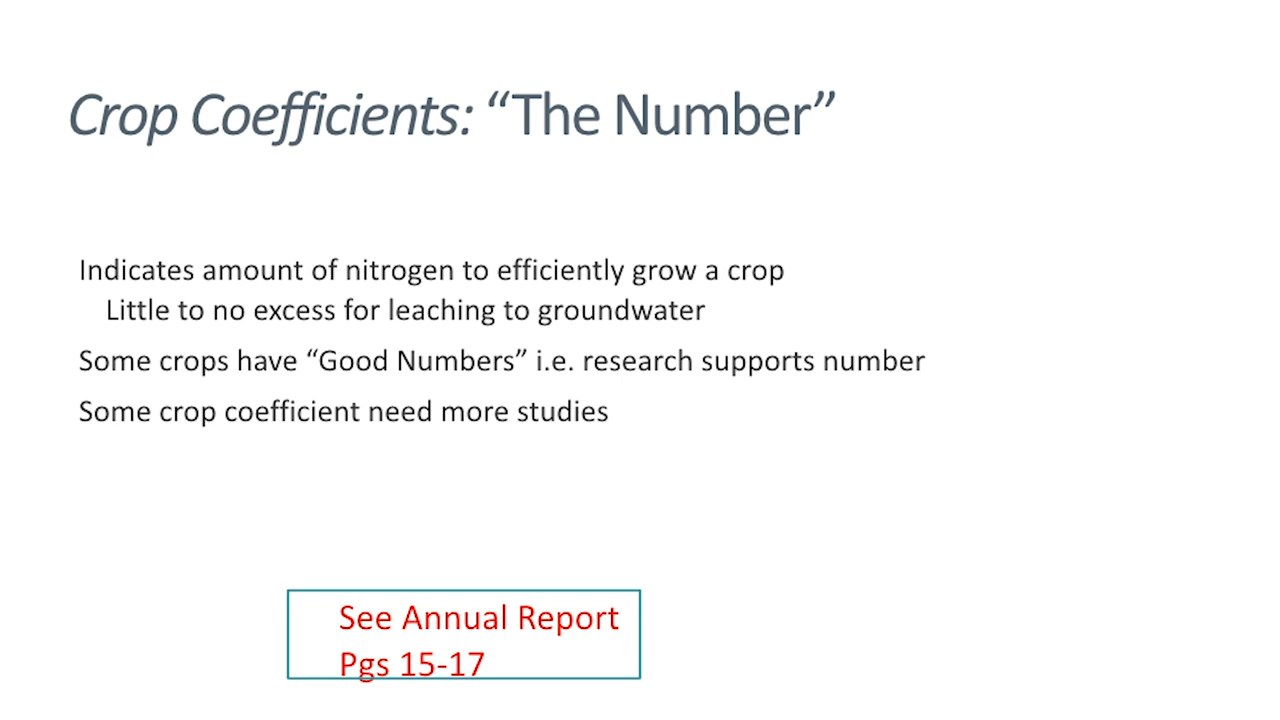 Crop Coefficients: “The Number”
Indicates amount of nitrogen to efficiently grow a crop
Little to no excess for leaching to groundwater
Some crops have “Good Numbers” i.e. research supports number
Some crop coefficient need more studies
See Annual Report
Pgs 15-17